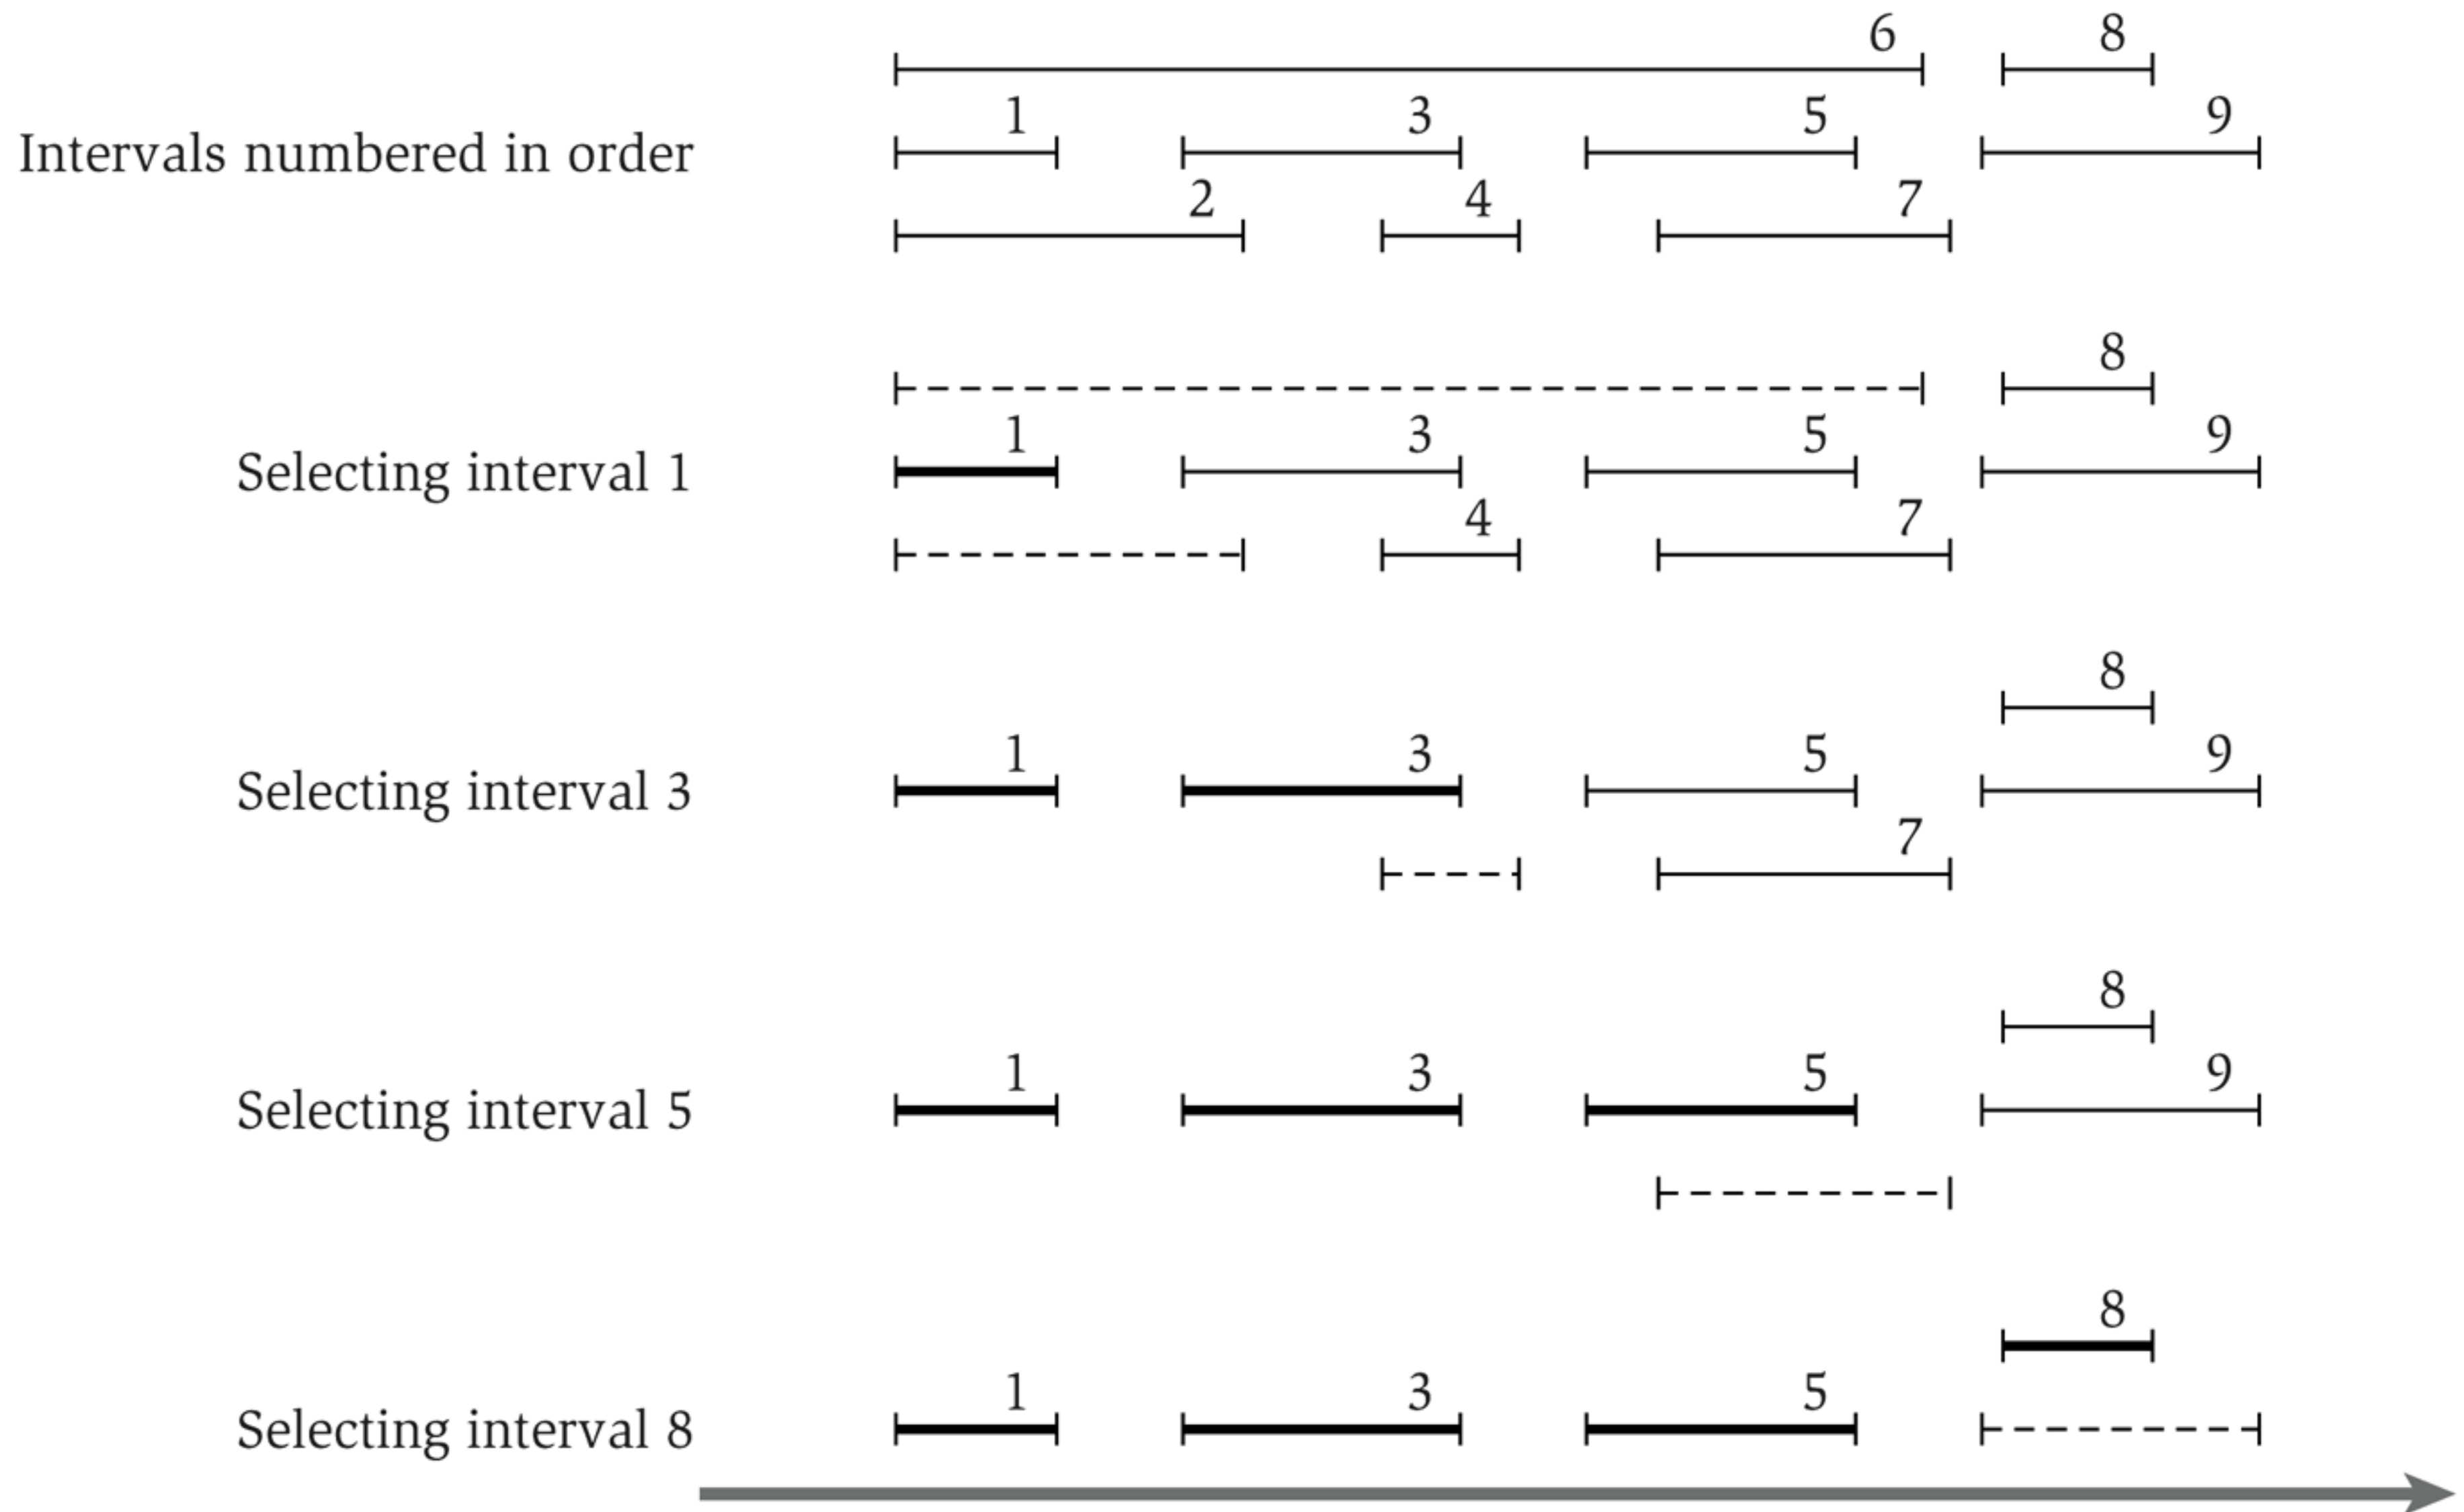 6 8
Intervals numbered in order 1 3 5 9
2 4 7
8
Selecting interval 1 1 3 5 9
4 7
8
Selecting interval 3 1 3 5 9
7
8
Selecting interval 5 1 3 5 9
8
Selecting interval 8 1 3 5